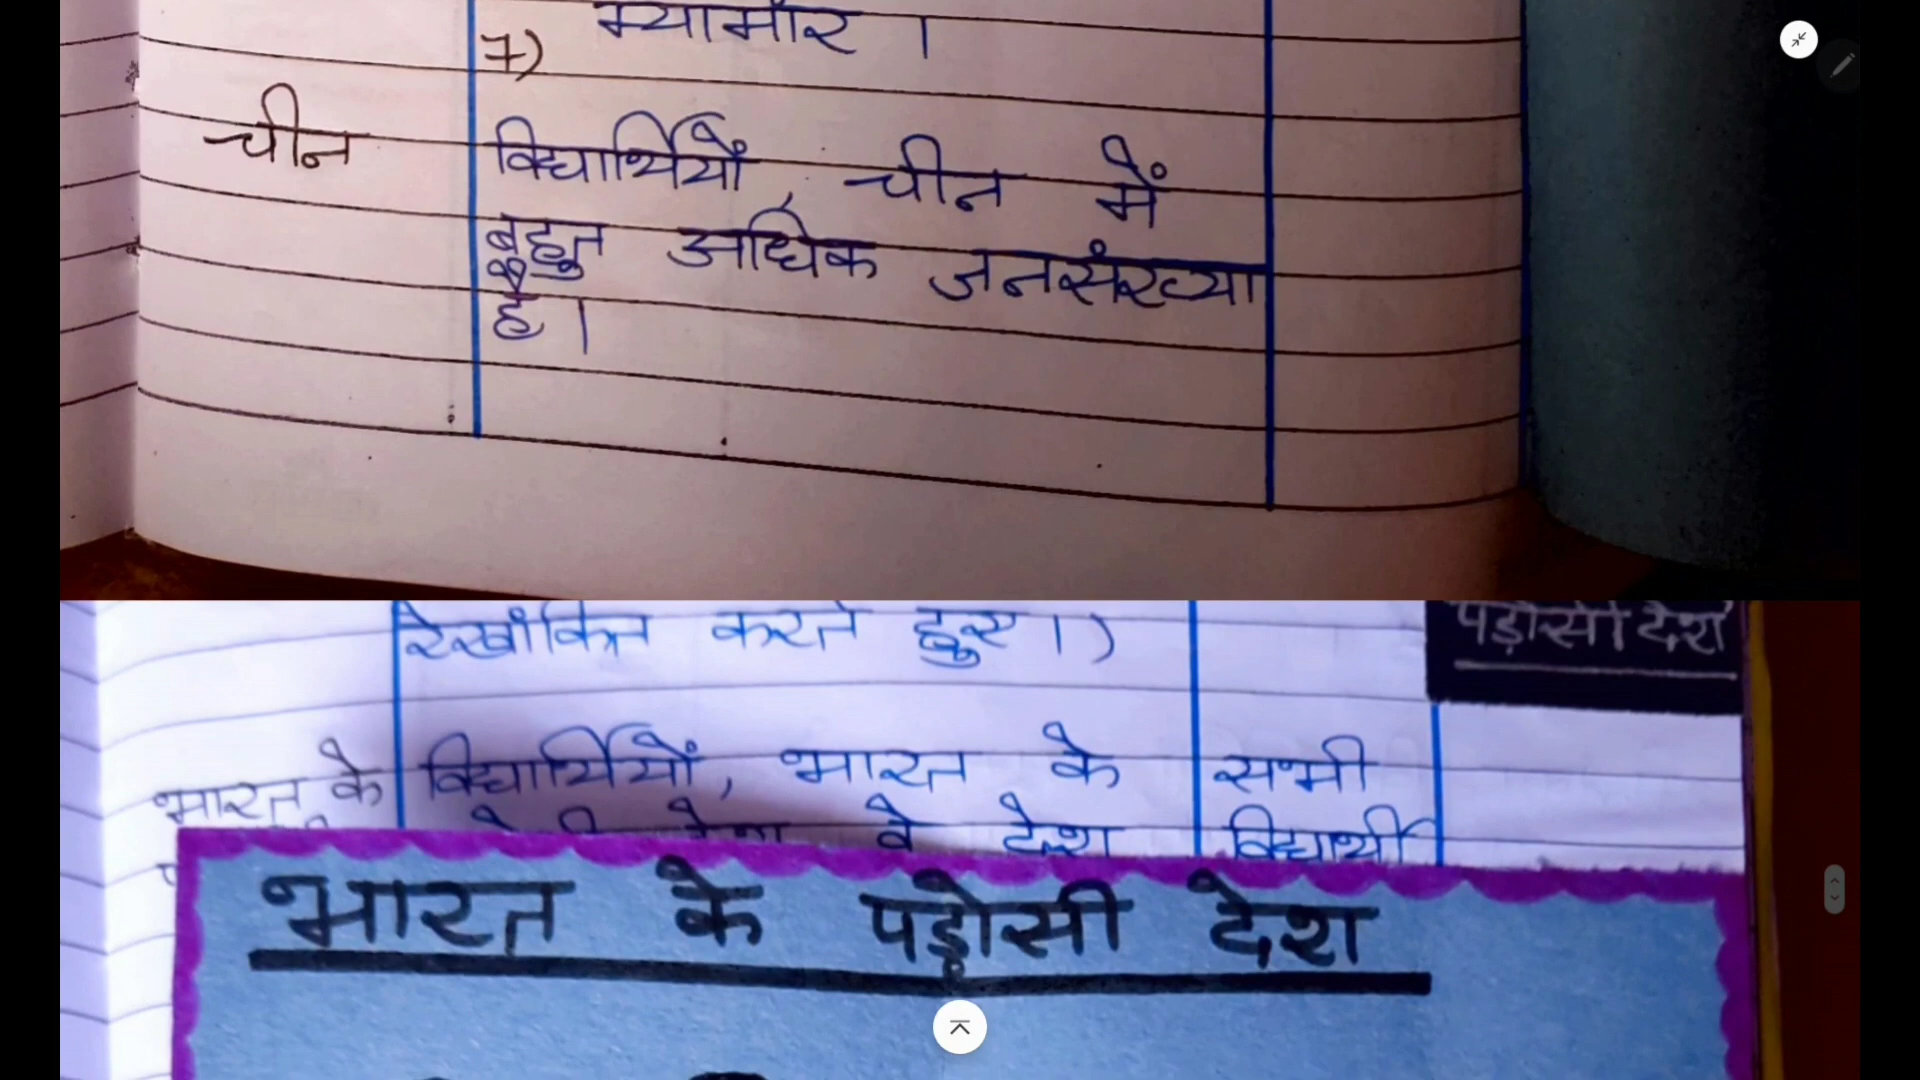 म्यामांर ।
7)
चीन
विद्यार्थियों, चीन में
बहुत अधिक जनसंख्या
है ।
रेखांकित करते हुए ।)
पड़ोसी देश
भारत के
विद्यार्थियों, भारत के
सभी
वे देश
विद्यार्थी
भारत के पड़ोसी देश